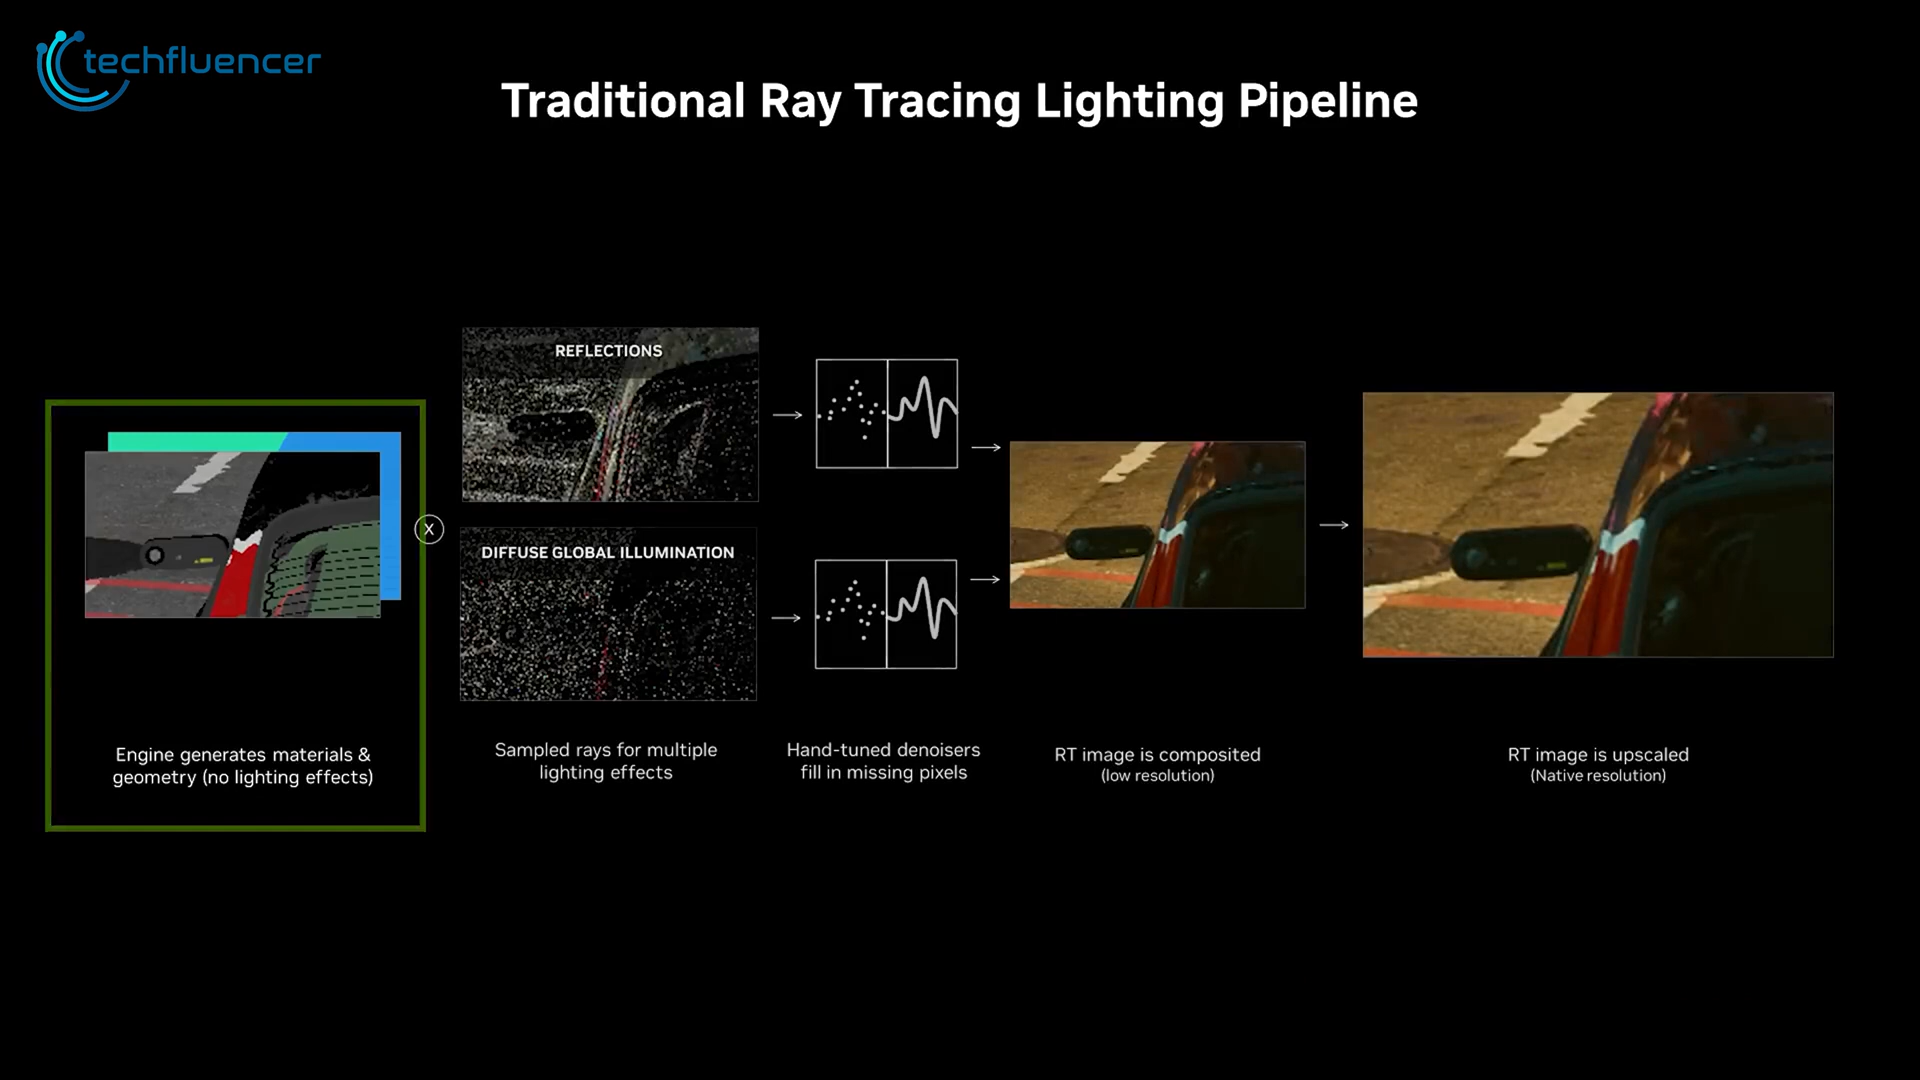 techfluencer
Traditional Ray Tracing Lighting Pipeline
REFLECTIONS
DIFFUSE GLOBAL ILLUMINATION
X
Engine generates materials &
geometry (no lighting effects)
Sampled rays for multiple
lighting effects
Hand-tuned denoisers
fill in missing pixels
RT image is composited
(low resolution)
RT image is upscaled
(Native resolution)